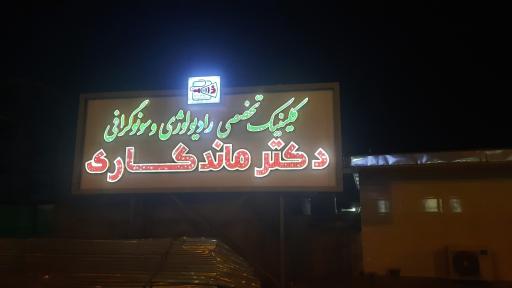 کلینیک تخصصی رادیولوژی و سونوگرافی
دکتر ماندگاری